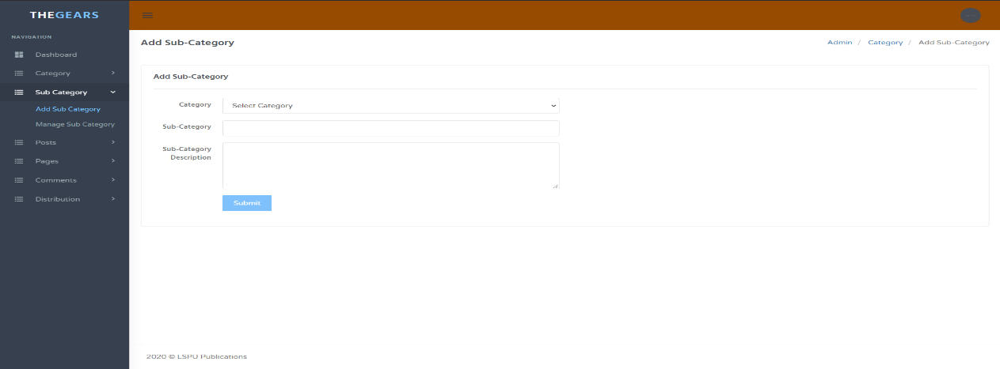 THEGEARS
NAVIGATION
Dashboard
Category
Sub Category
Add Sub Category
Manage Sub Category
Posts
Pages
Comments
Distribution
Add Sub-Category
Admin / Category / Add Sub-Category
Add Sub-Category
Category
Select Category
Sub-Category
Sub-Category
Description
Submit
2020 © LSPU Publications